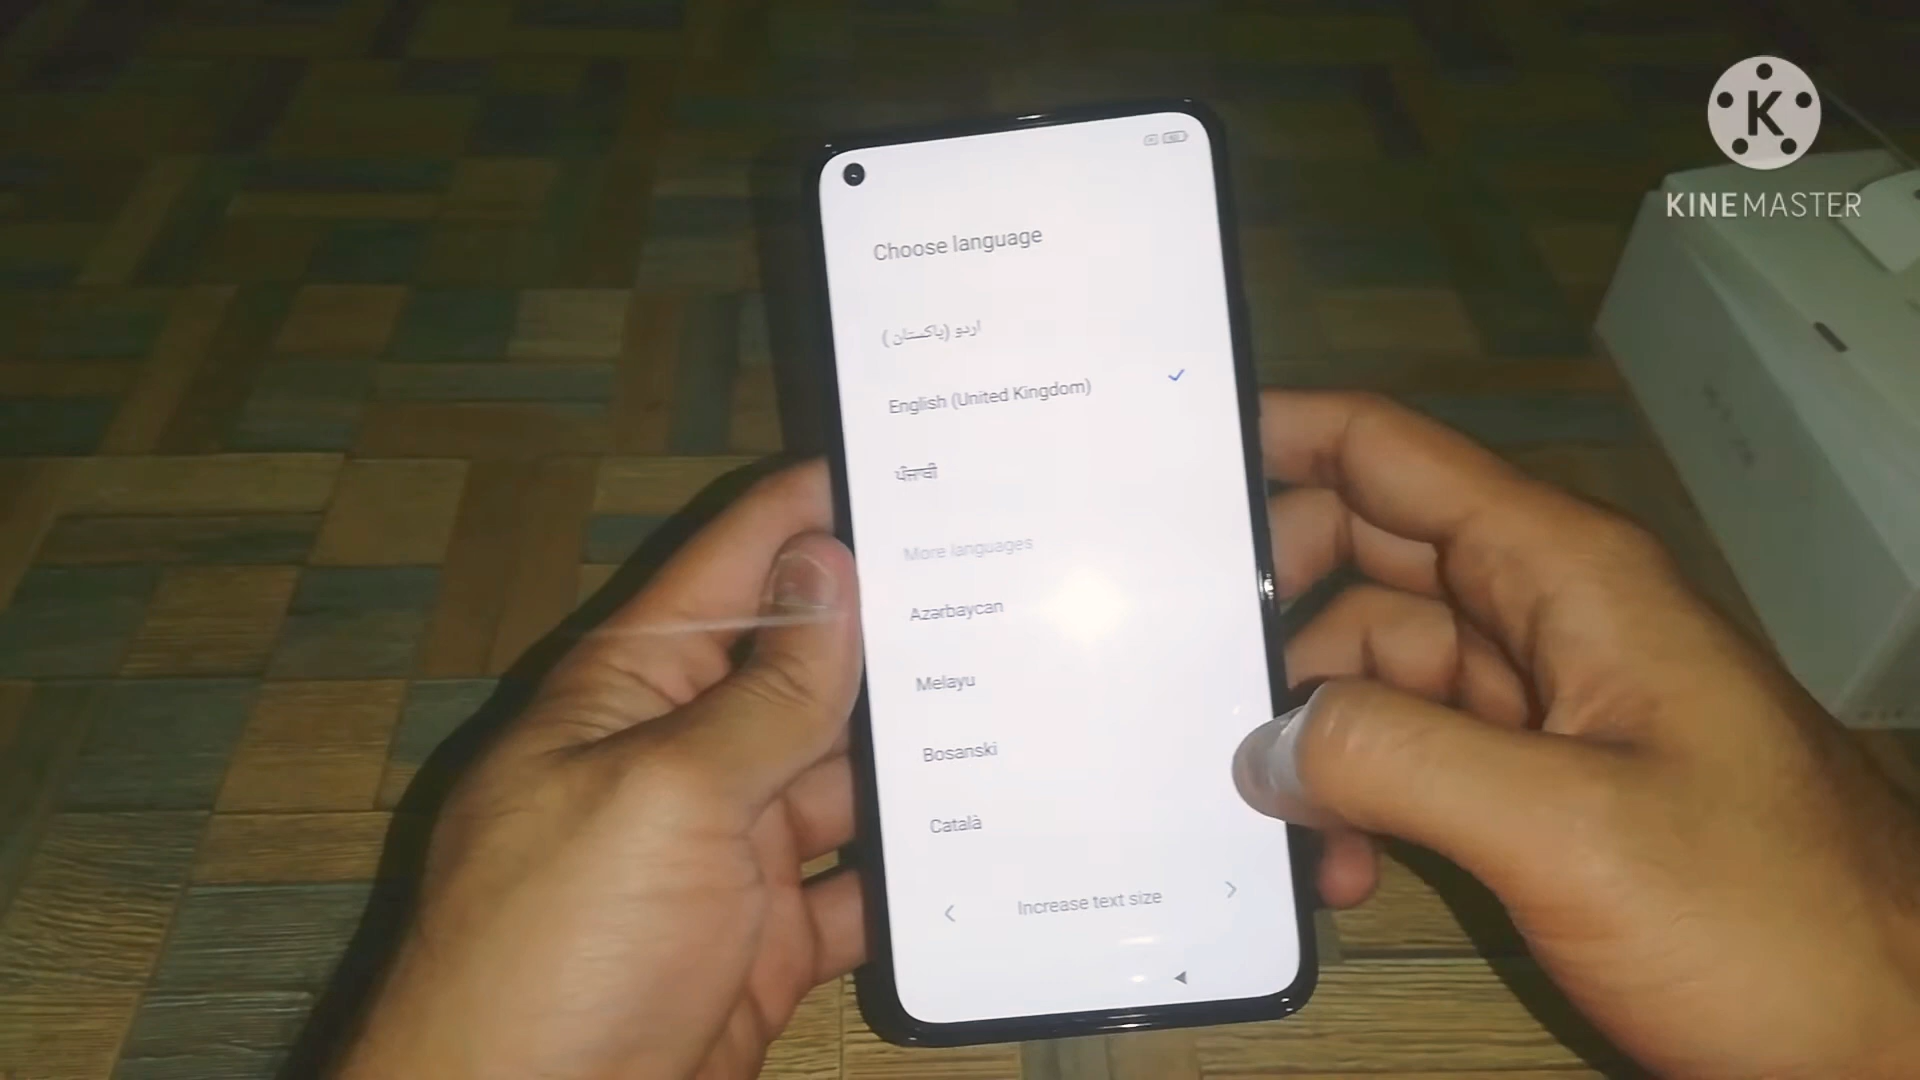 K
KINEMASTER
Choose language
اردو (پاکستان)
English (United Kingdom)
ਪੰਜਾਬੀ
More languages
Azərbaycan
Melayu
Bosanski
Català
Increase text size